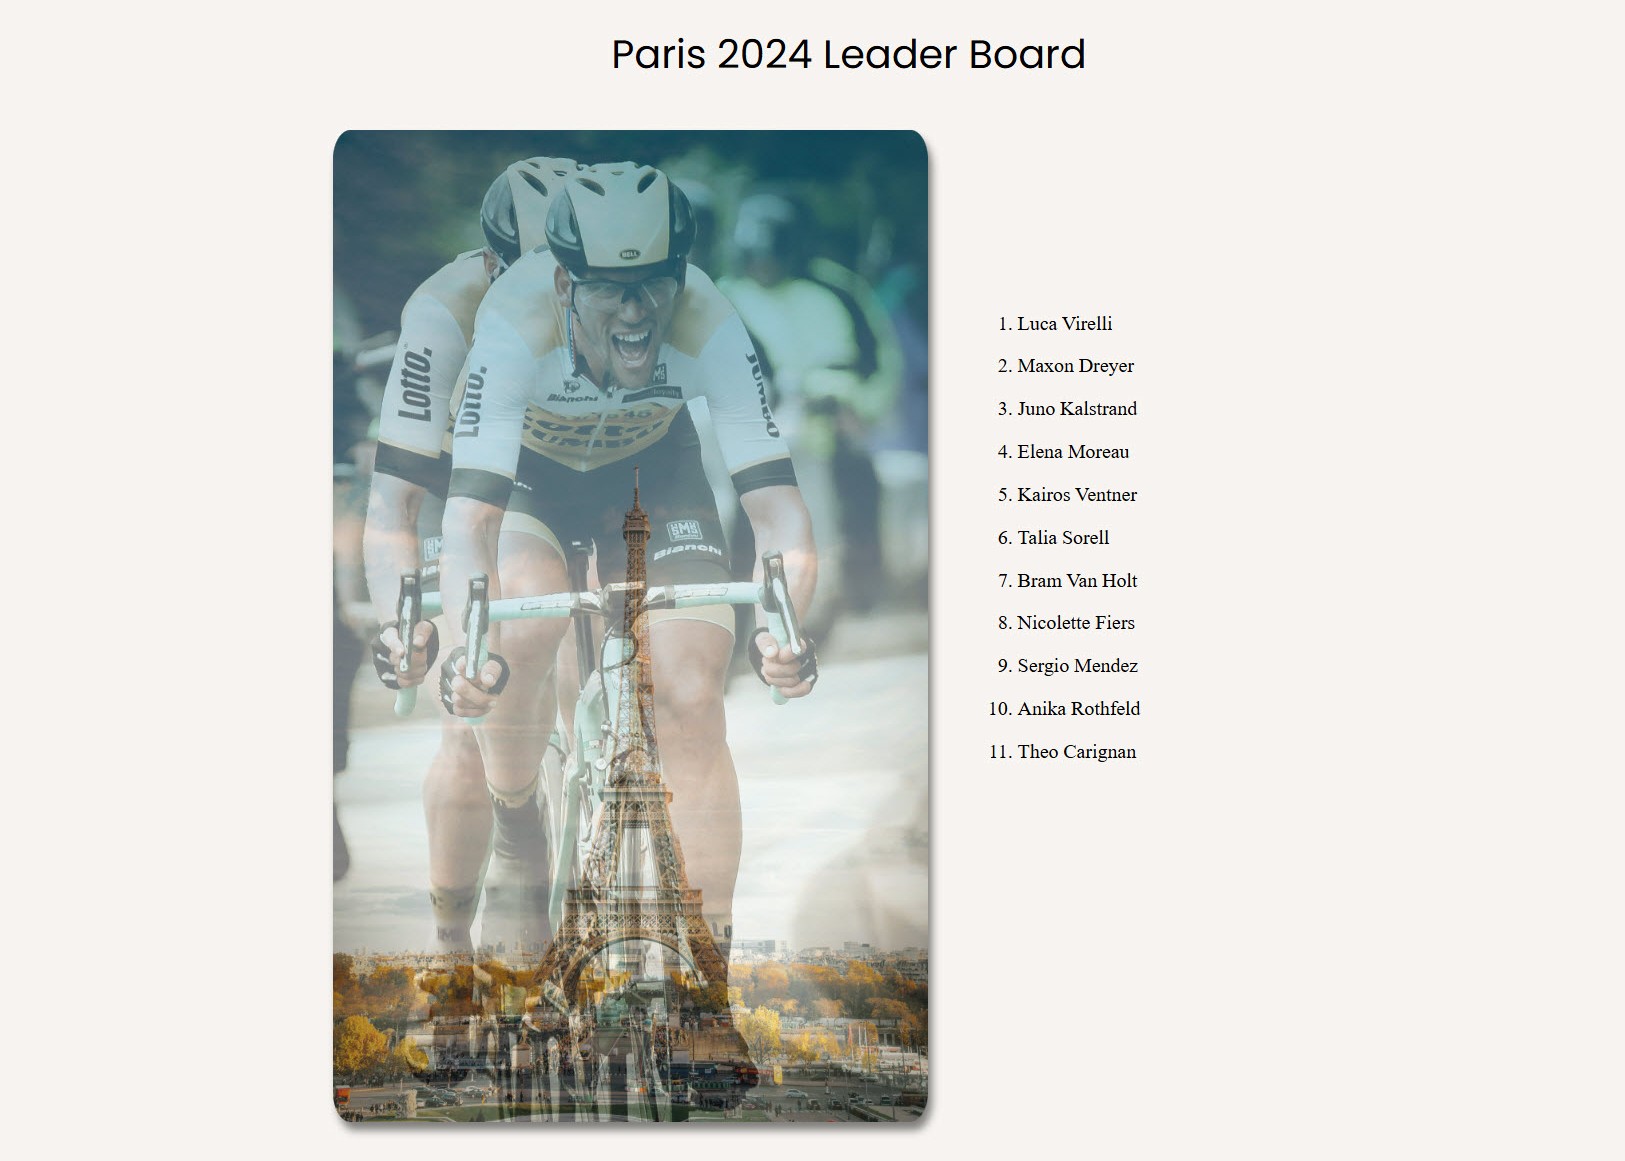 Paris 2024 Leader Board
BELL
Lotto.
Lotto.
JUMBO
Bianchi
Bianchi
1. Luca Virelli
2. Maxon Dreyer
3. Juno Kalstrand
4. Elena Moreau
5. Kairos Ventner
6. Talia Sorell
7. Bram Van Holt
8. Nicolette Fiers
9. Sergio Mendez
10. Anika Rothfeld
11. Theo Carignan